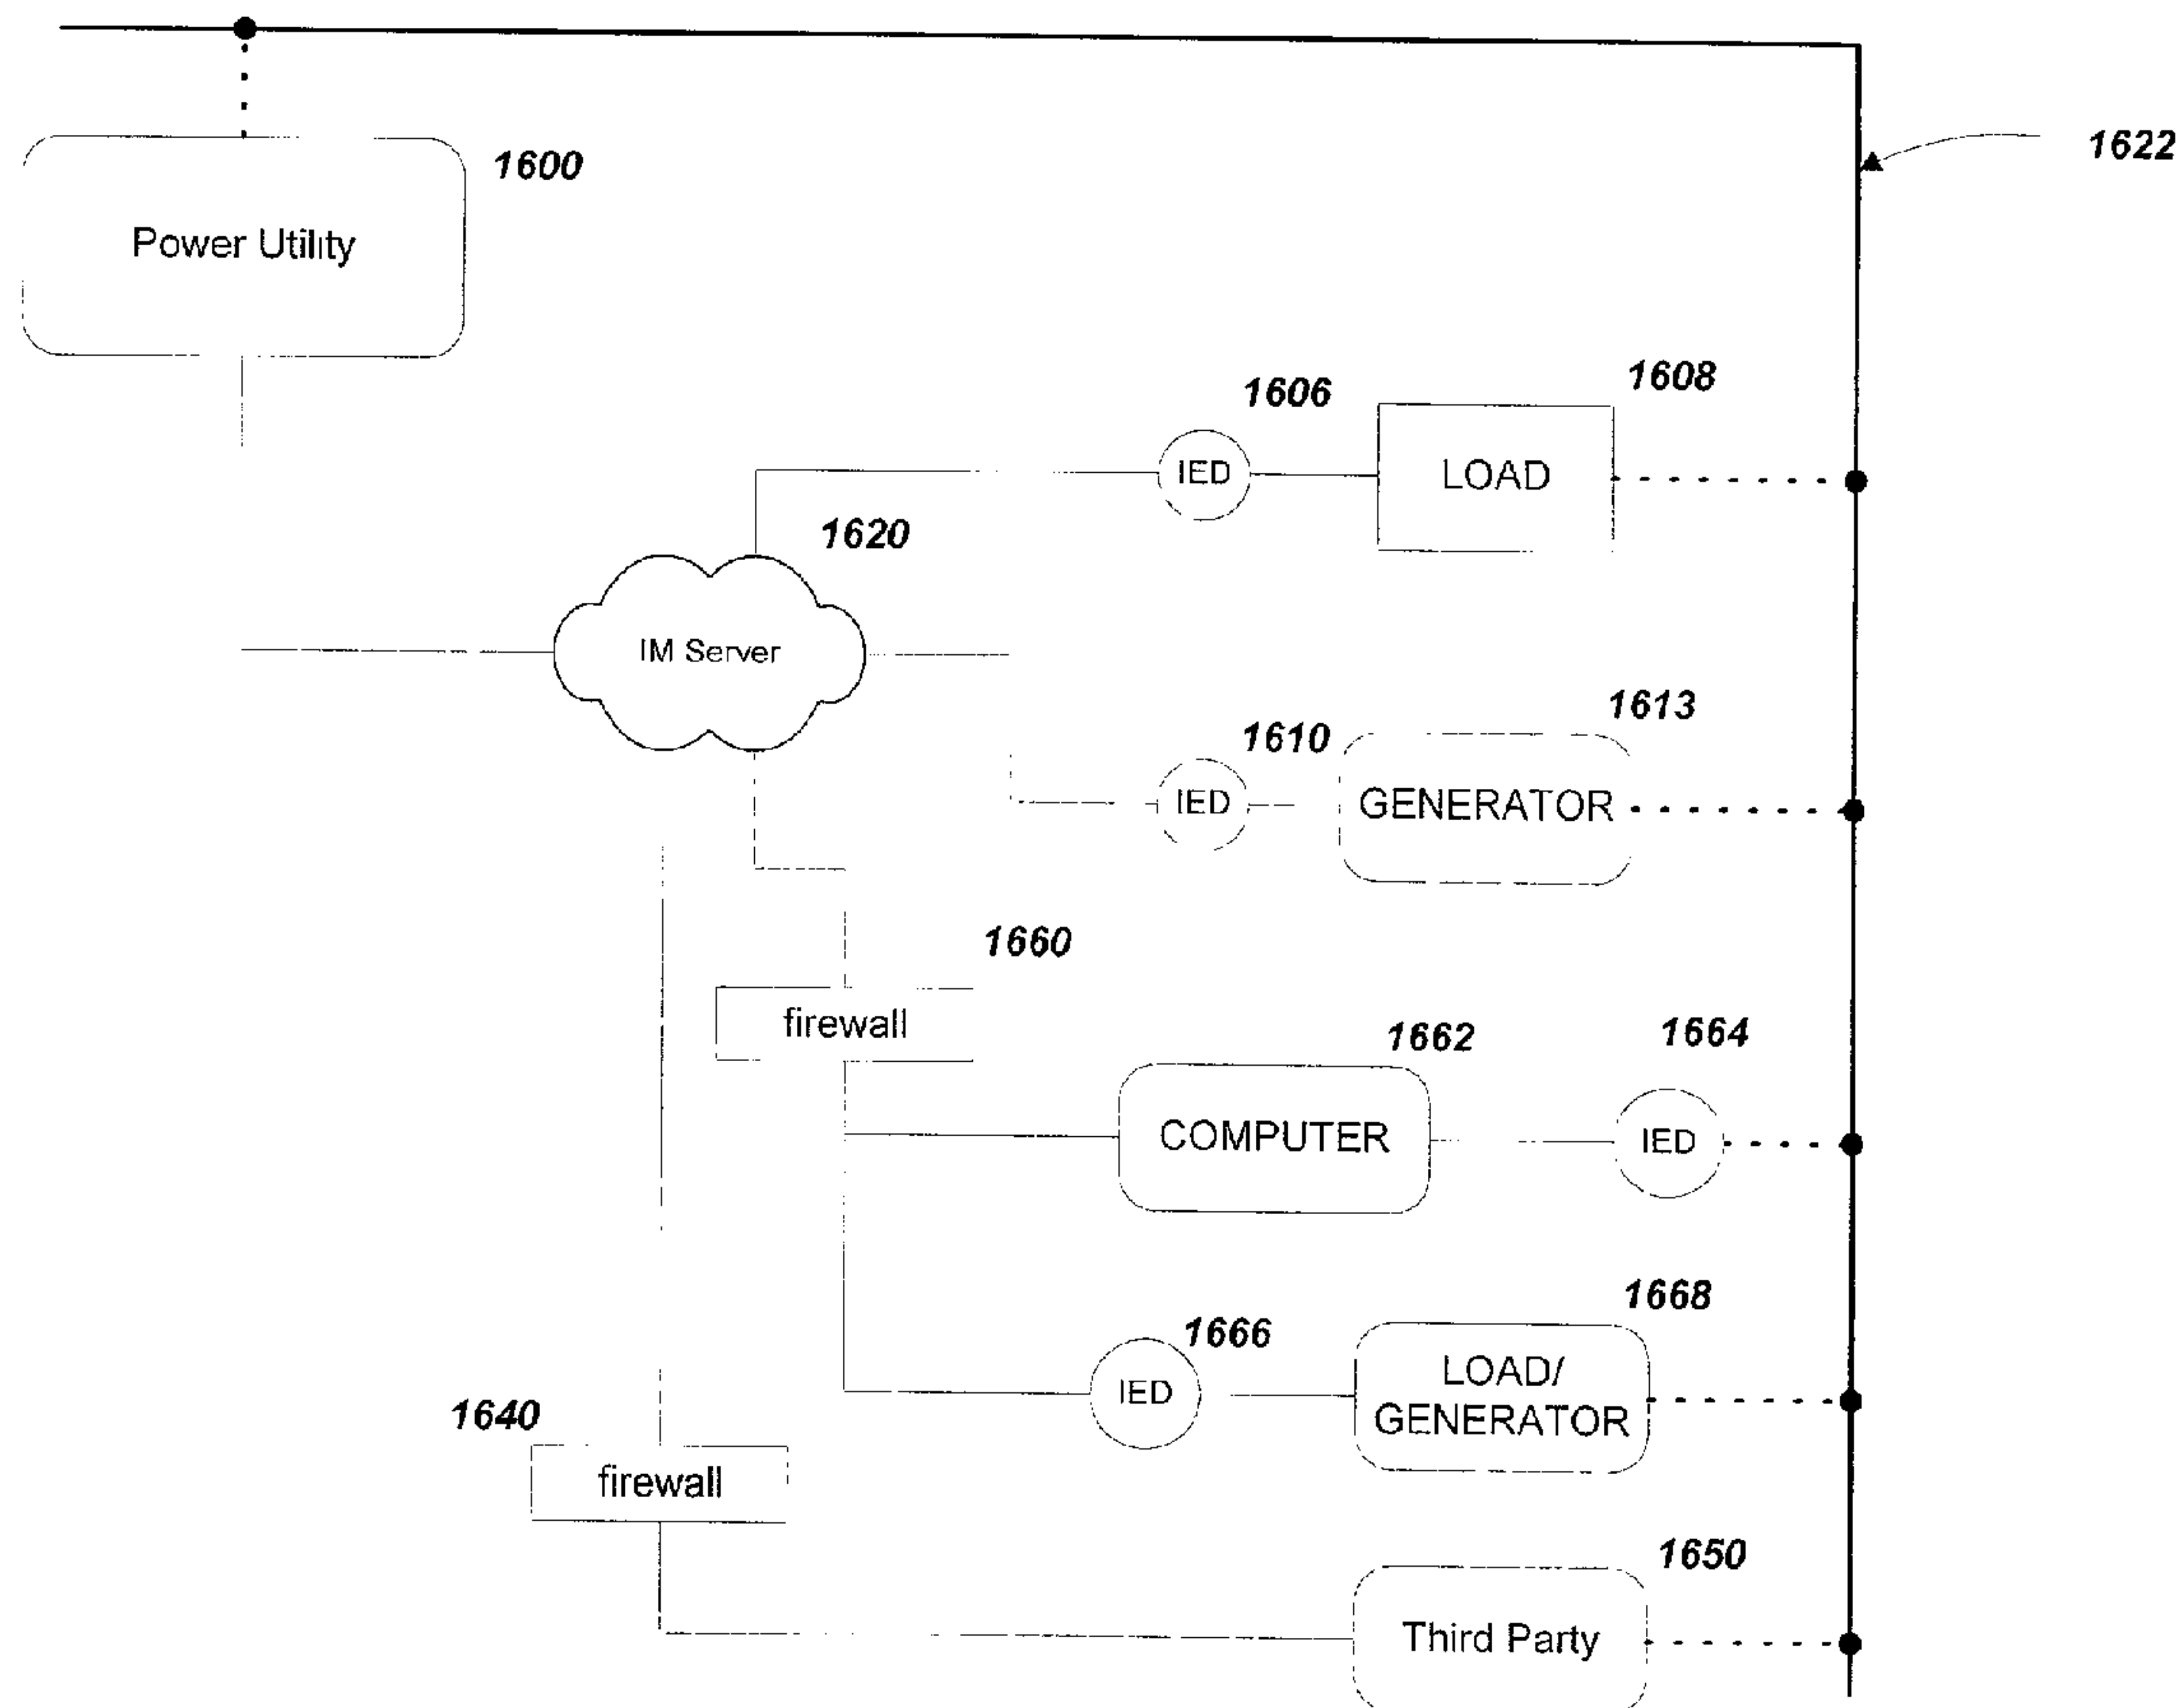 1600
Power Utility
1622
1606
1608
IED
LOAD
1620
IM Server
1613
1610
IED
GENERATOR
1660
firewall
1662
1664
COMPUTER
IED
1668
1666
IED
LOAD/
GENERATOR
1640
firewall
1650
Third Party